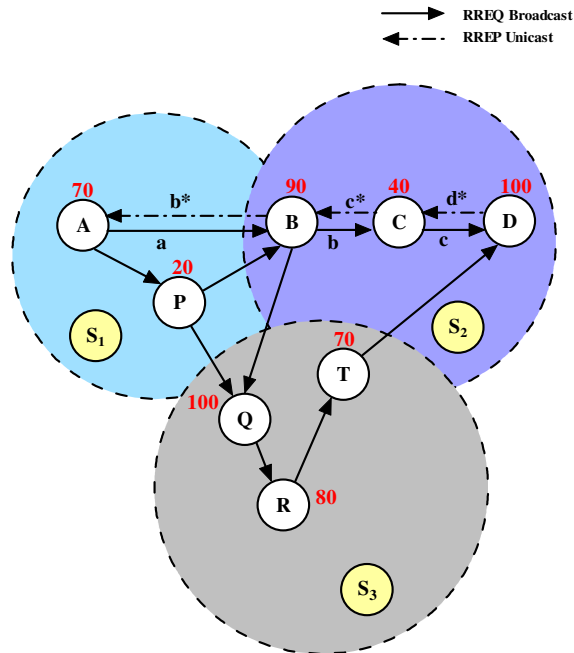 RREQ Broadcast
RREP Unicast
70
A
b*
a
90
B
c*
b
40
C
d*
c
100
D
20
P
S1
S2
70
T
100
Q
R
80
S3